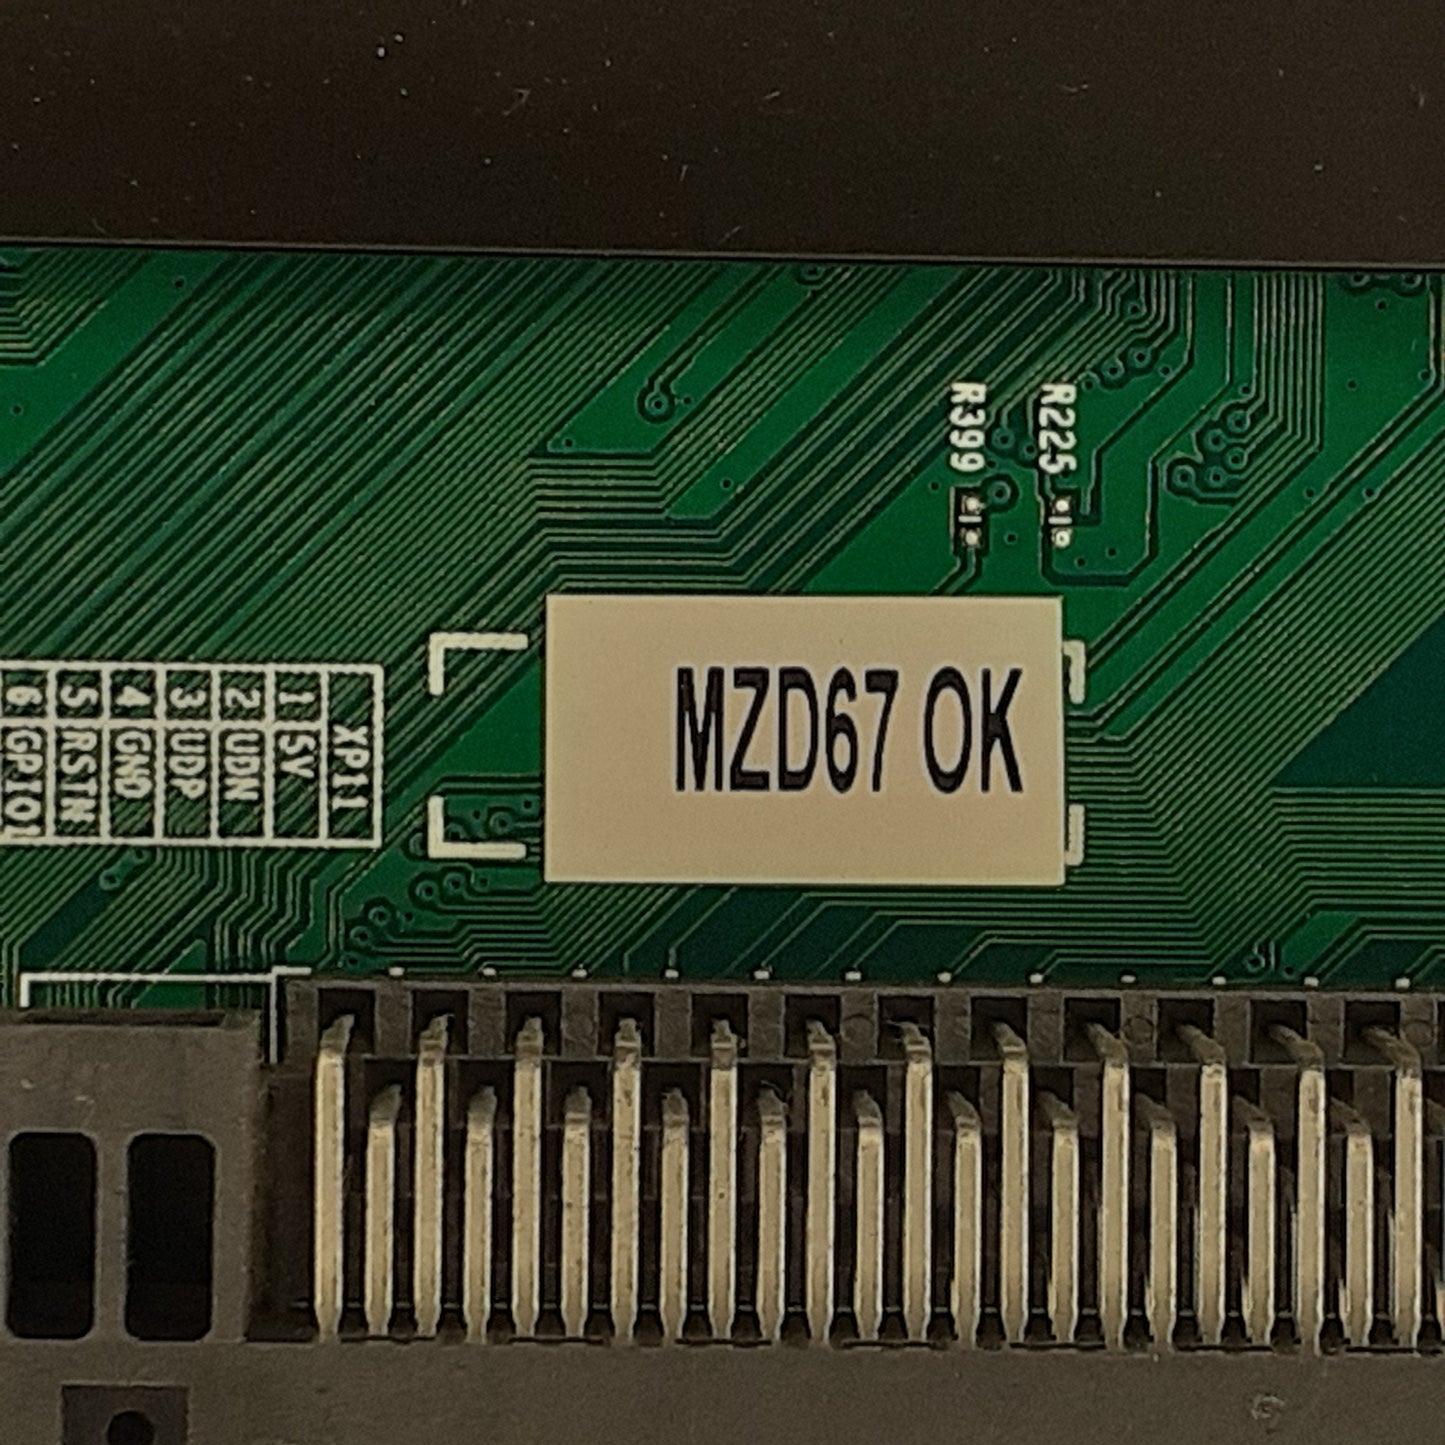 R399
R225
MZD67 OK
XP11
1 5V
2 UDN
3 UDP
4 GND
5 RSTN
6 GPIO1